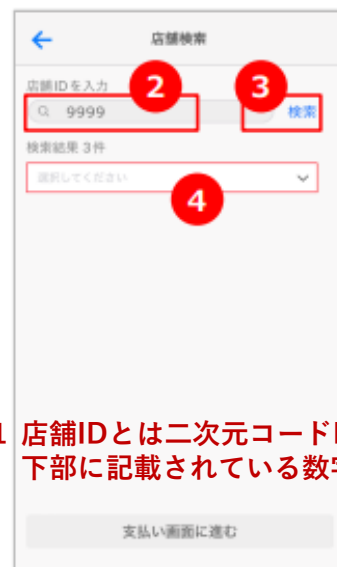 店舗検索
店舗IDを入力
2
3
9999
検索
検索結果 3件
選択してください
4
1 店舗IDとは二次元コード
下部に記載されている数字
支払い画面に進む